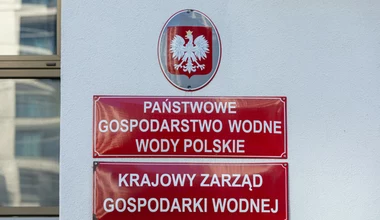 PAŃSTWOWE
GOSPODARSTWO WODNE
WODY POLSKIE
KRAJOWY ZARZĄD
GOSPODARKI WODNEJ